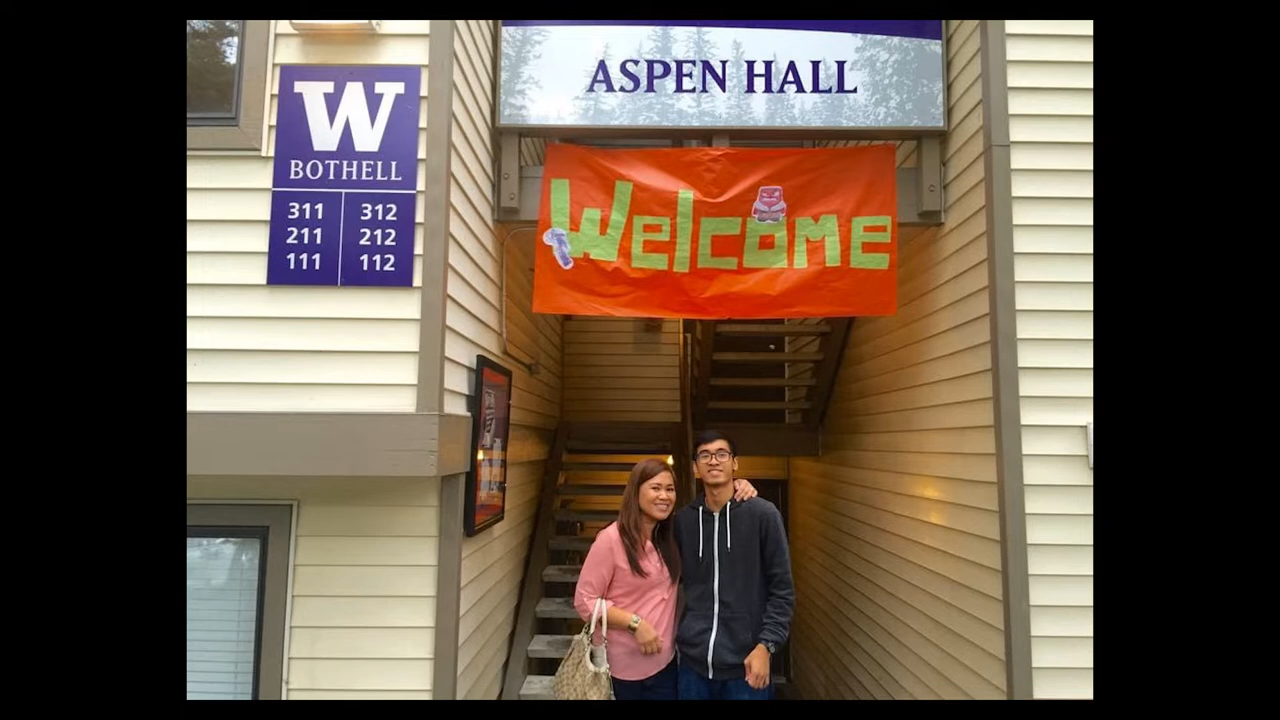 ASPEN HALL
W
BOTHELL
311 312
211 212
111 112
Welcome